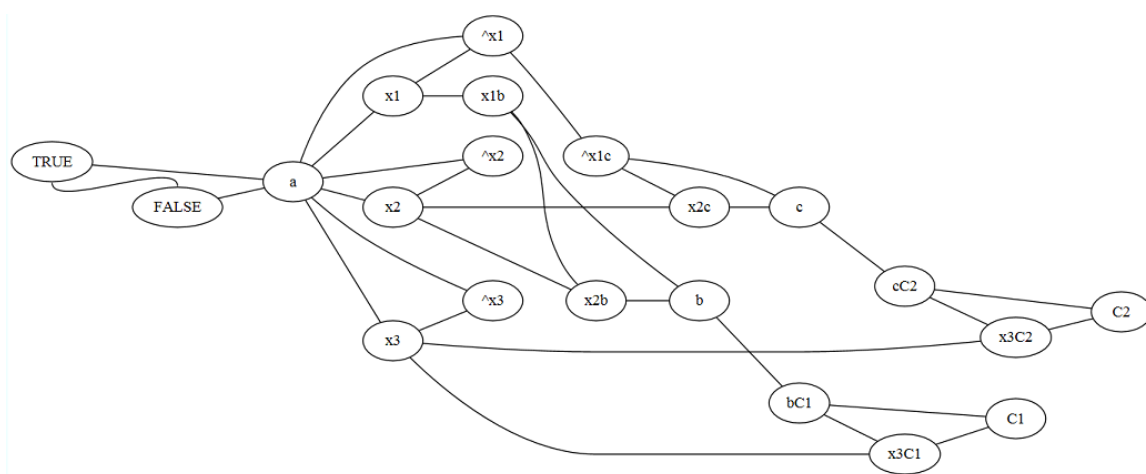 ^x1
x1
x1b
TRUE
^x2
^x1c
a
FALSE
x2
x2c
c
^x3
x2b
b
cC2
C2
x3
x3C2
bC1
C1
x3C1